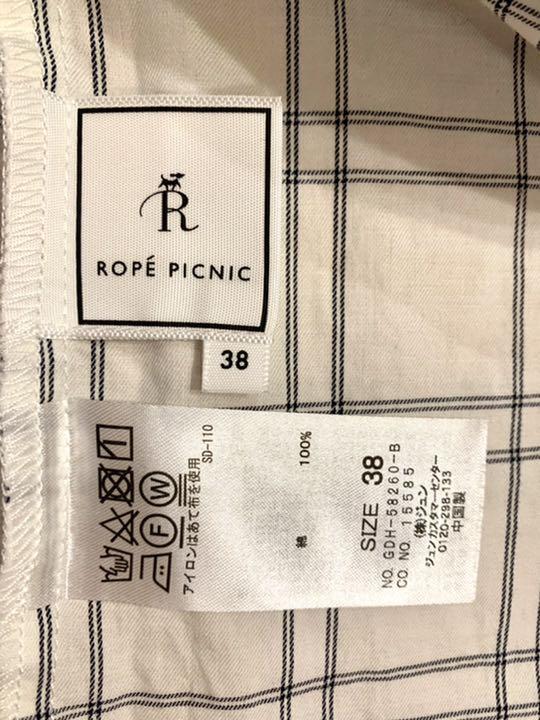 R
ROPÉ PICNIC
38
F W
アイロンはあて布を使用
SD-110
綿 100%
SIZE 38
NO. GDH-58260-B
CO. NO. 15585
(株)ジュン
ジュンカスタマーセンター
0120-298-133
中国製